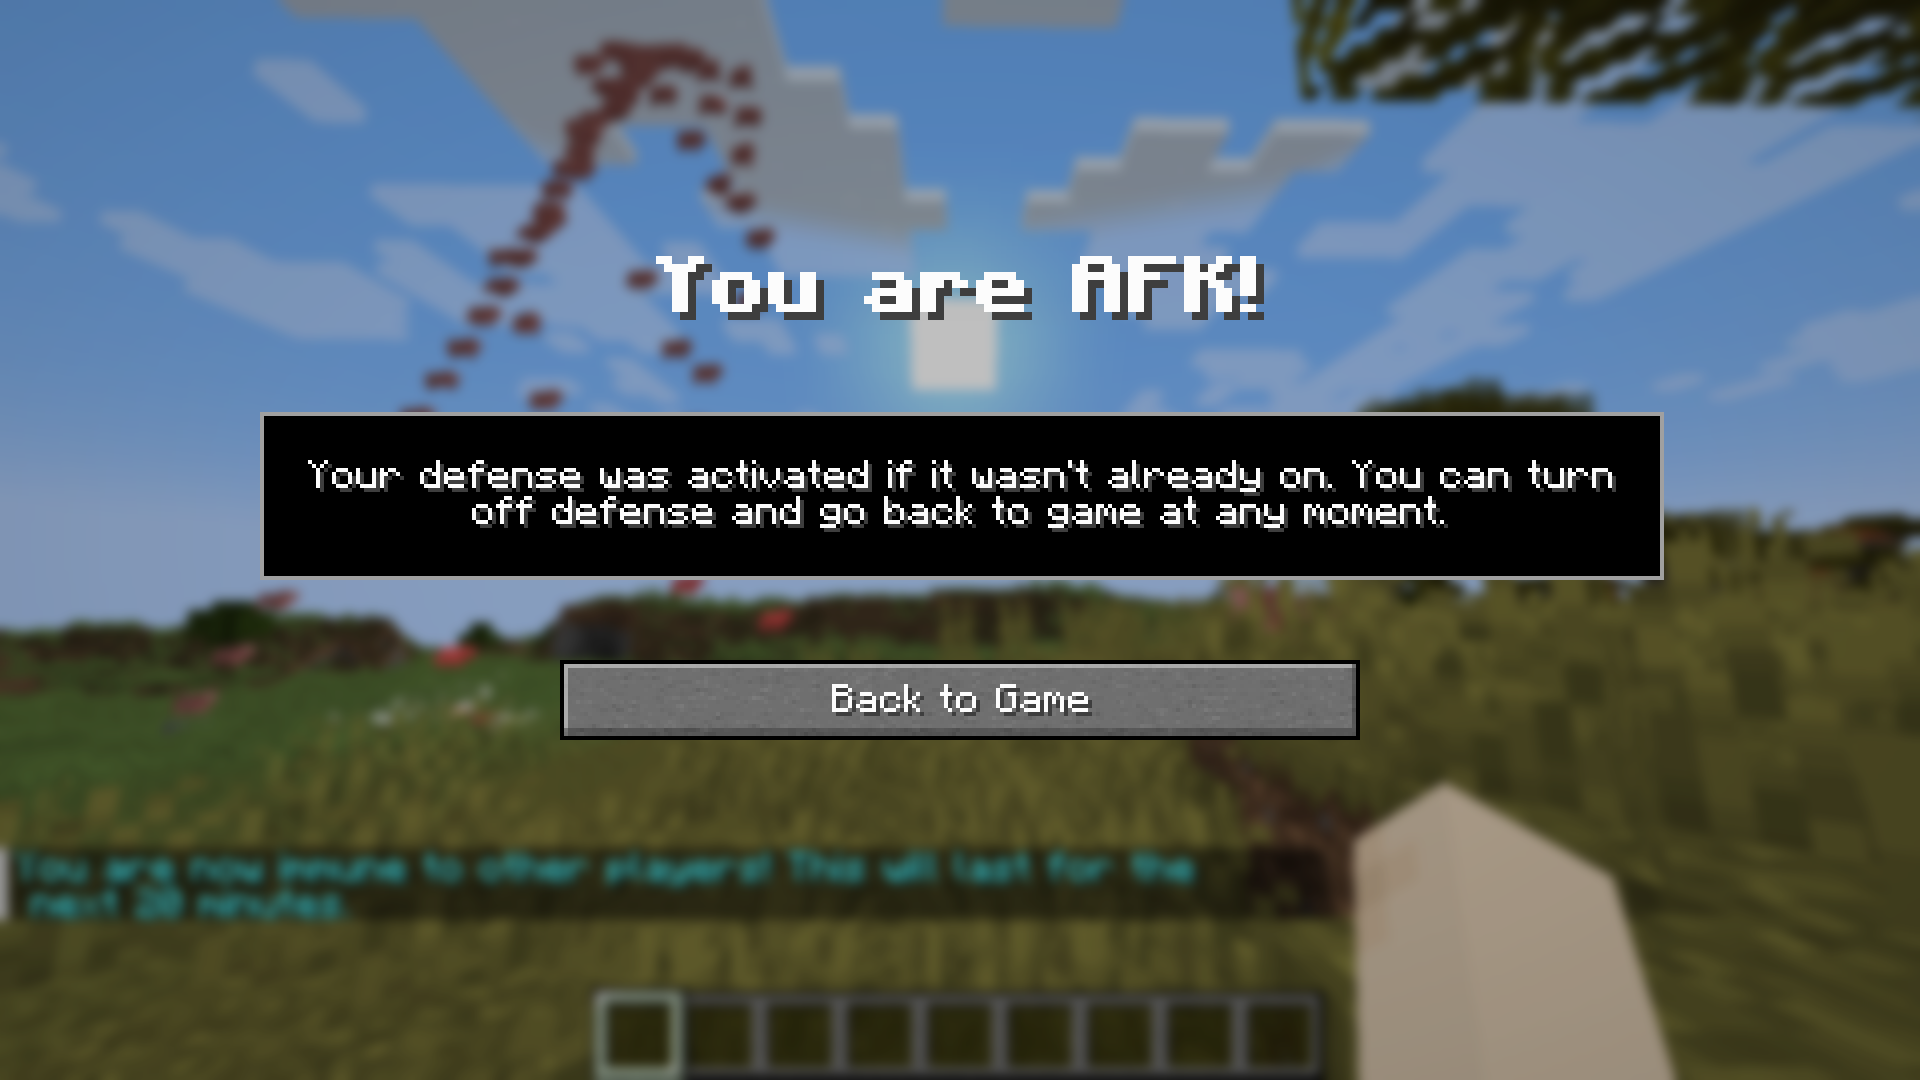 You are AFK!
Your defense was activated if it wasn't already on. You can turn
off defense and go back to game at any moment.
Back to Game
You are now immune to other players! This will last for the
next 20 minutes.